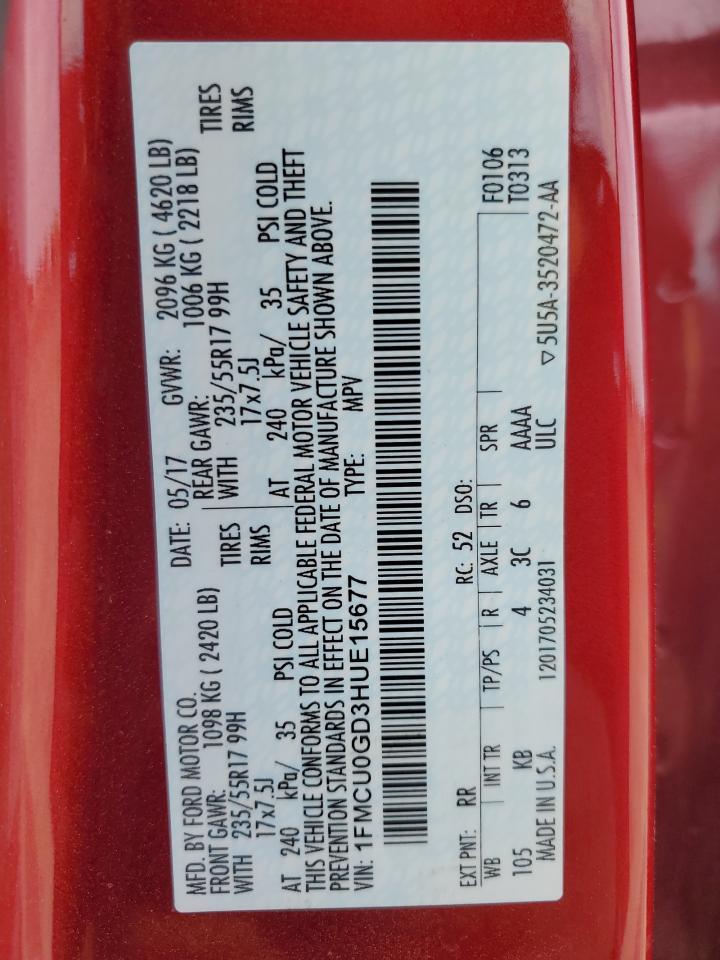 MFD. BY FORD MOTOR CO. DATE: 05/17 GVWR: 2096 KG ( 4620 LB)
FRONT GAWR: 1098 KG ( 2420 LB) REAR GAWR: 1006 KG ( 2218 LB)
WITH 235/55R17 99H TIRES WITH 235/55R17 99H TIRES
17x7.5J RIMS 17x7.5J RIMS
AT 240 kPa/ 35 PSI COLD AT 240 kPa/ 35 PSI COLD
THIS VEHICLE CONFORMS TO ALL APPLICABLE FEDERAL MOTOR VEHICLE SAFETY AND THEFT
PREVENTION STANDARDS IN EFFECT ON THE DATE OF MANUFACTURE SHOWN ABOVE.
VIN: 1FMCU0GD3HUE15677 TYPE: MPV
EXT PNT: RR RC: 52 DSO: F0106
WB INT TR TP/PS R AXLE TR SPR T0313
105 KB 4 3C 6 AAAA
MADE IN U.S.A. 1201705234031 ULC ▽5U5A-3520472-AA